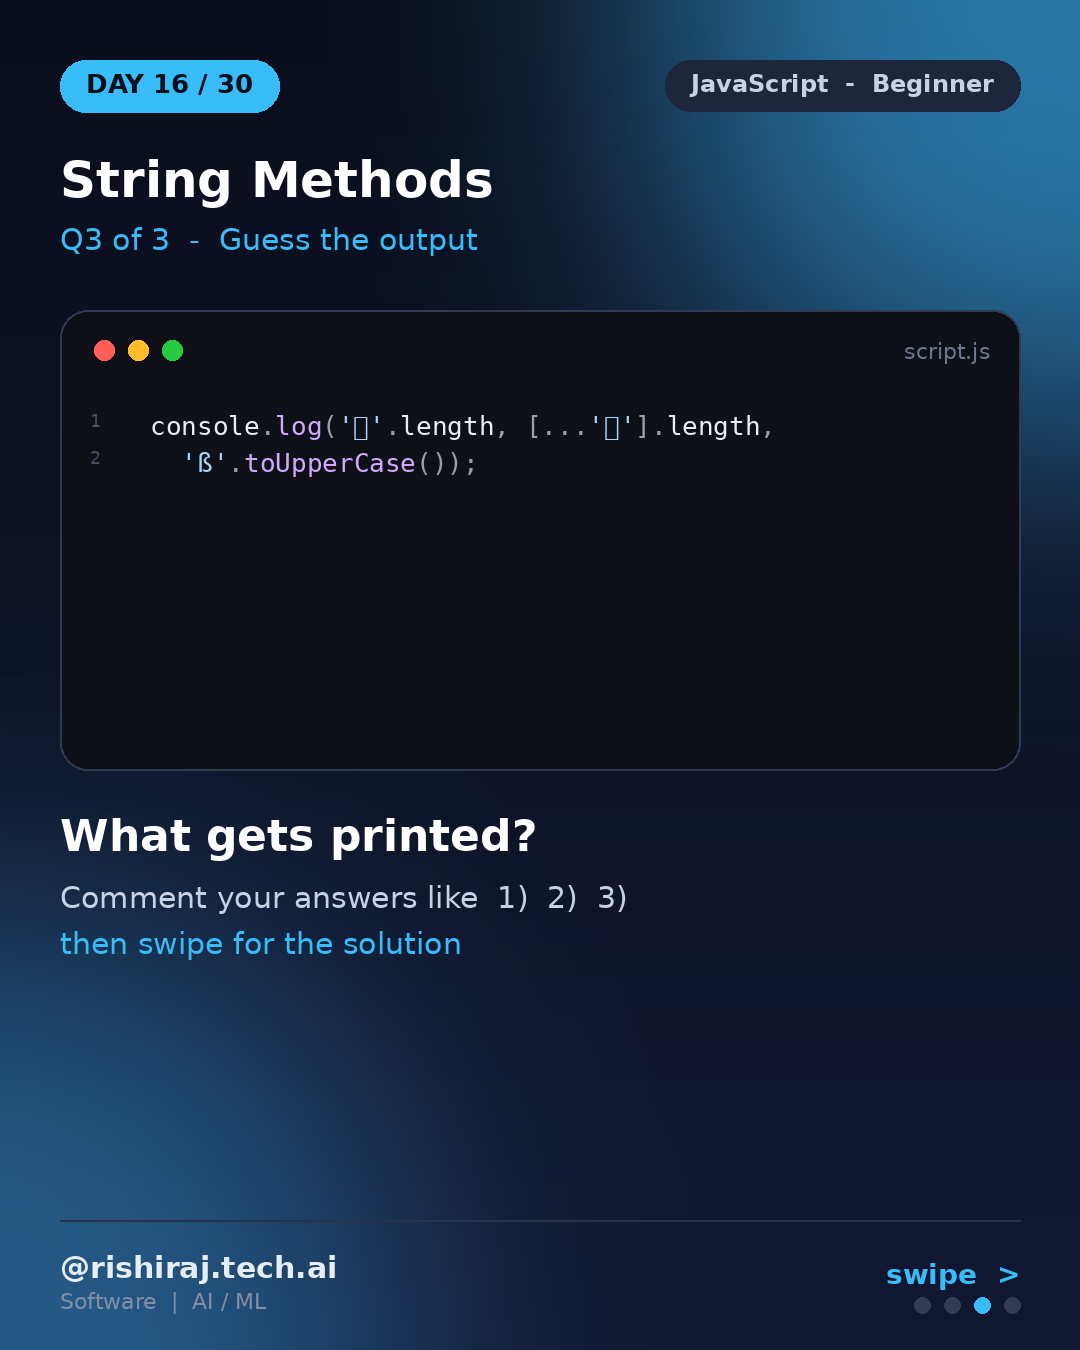 DAY 16 / 30
JavaScript - Beginner
String Methods
Q3 of 3 - Guess the output
script.js
1 console.log('▯'.length, [...'▯'].length,
2 'ß'.toUpperCase());
What gets printed?
Comment your answers like 1) 2) 3)
then swipe for the solution
@rishiraj.tech.ai
Software | AI / ML
swipe >